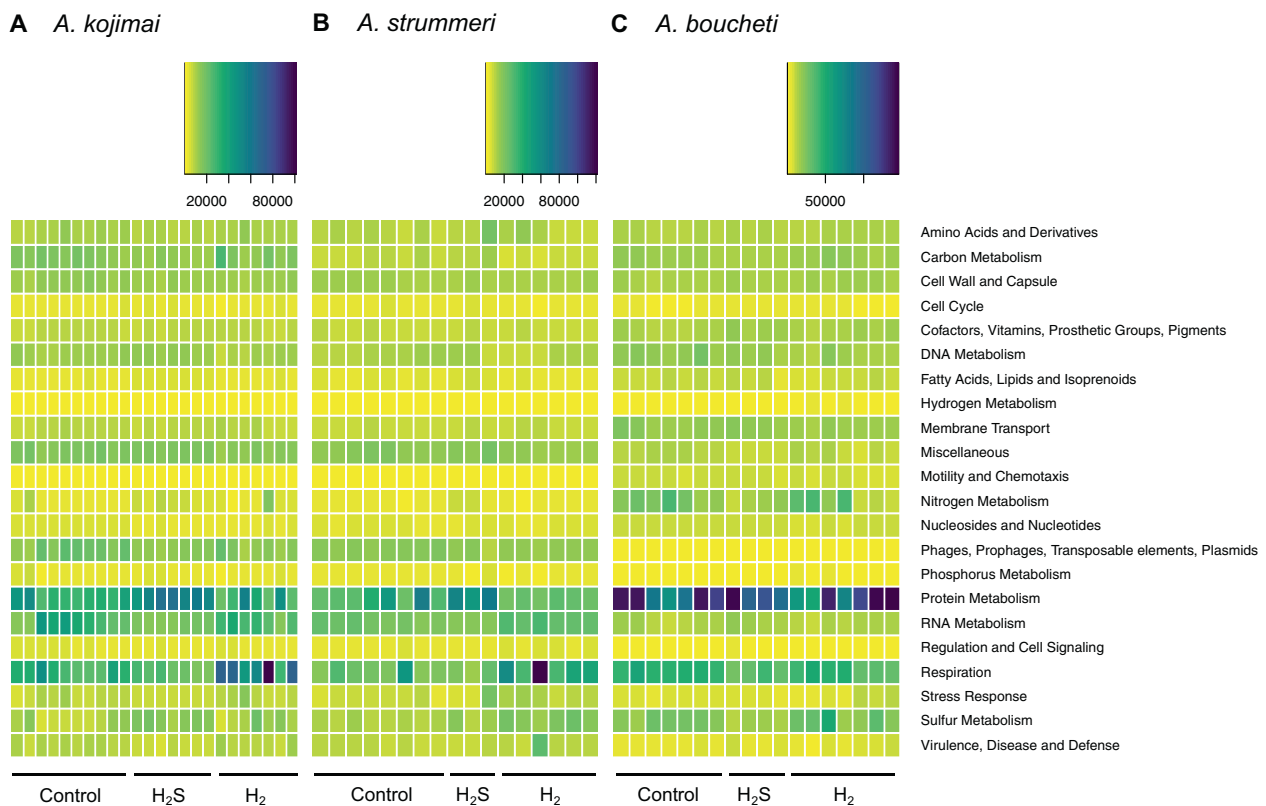 A A. kojimai
B A. strummeri
C A. boucheti
20000 80000
20000 80000
50000
Amino Acids and Derivatives
Carbon Metabolism
Cell Wall and Capsule
Cell Cycle
Cofactors, Vitamins, Prosthetic Groups, Pigments
DNA Metabolism
Fatty Acids, Lipids and Isoprenoids
Hydrogen Metabolism
Membrane Transport
Miscellaneous
Motility and Chemotaxis
Nitrogen Metabolism
Nucleosides and Nucleotides
Phages, Prophages, Transposable elements, Plasmids
Phosphorus Metabolism
Protein Metabolism
RNA Metabolism
Regulation and Cell Signaling
Respiration
Stress Response
Sulfur Metabolism
Virulence, Disease and Defense
Control H₂S H₂
Control H₂S H₂
Control H₂S H₂